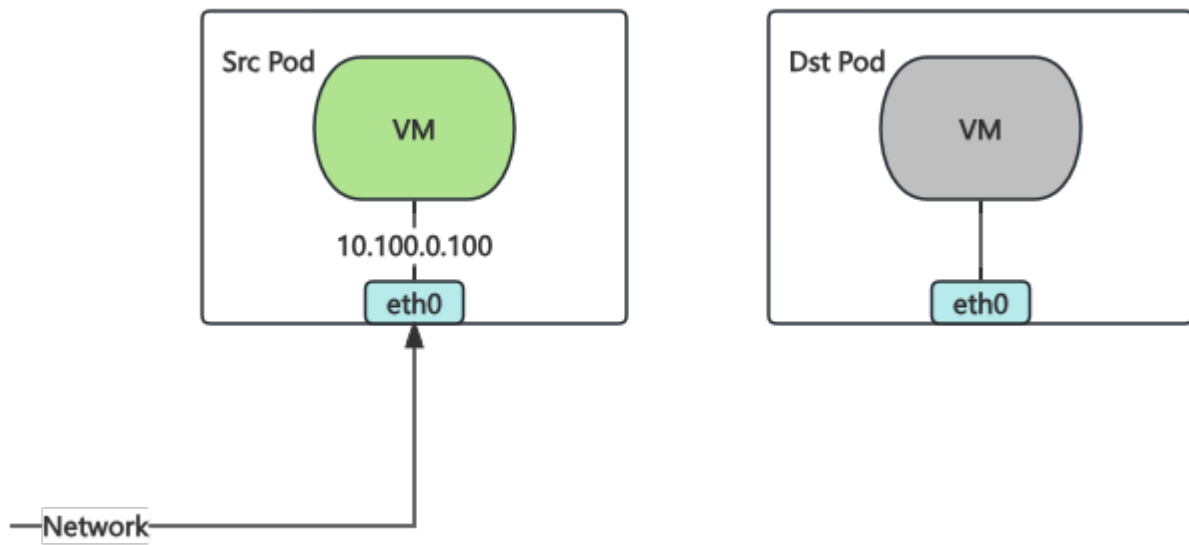 Src Pod
VM
10.100.0.100
eth0
Dst Pod
VM
eth0
Network